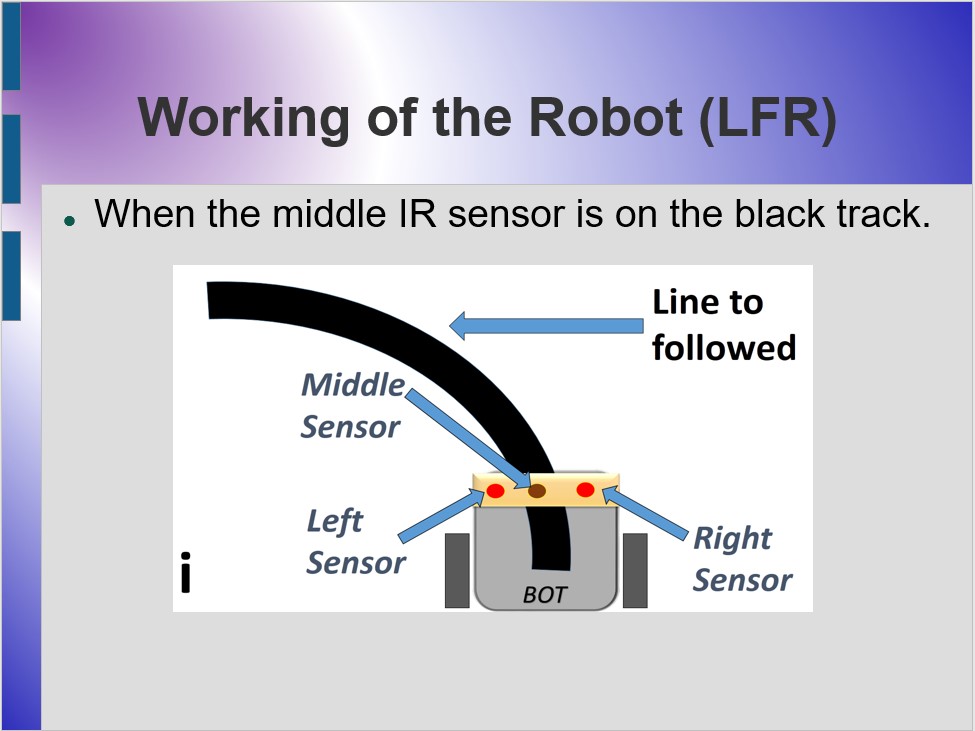 Working of the Robot (LFR)
When the middle IR sensor is on the black track.
Line to
followed
Middle
Sensor
Left
Sensor
Right
Sensor
i
BOT